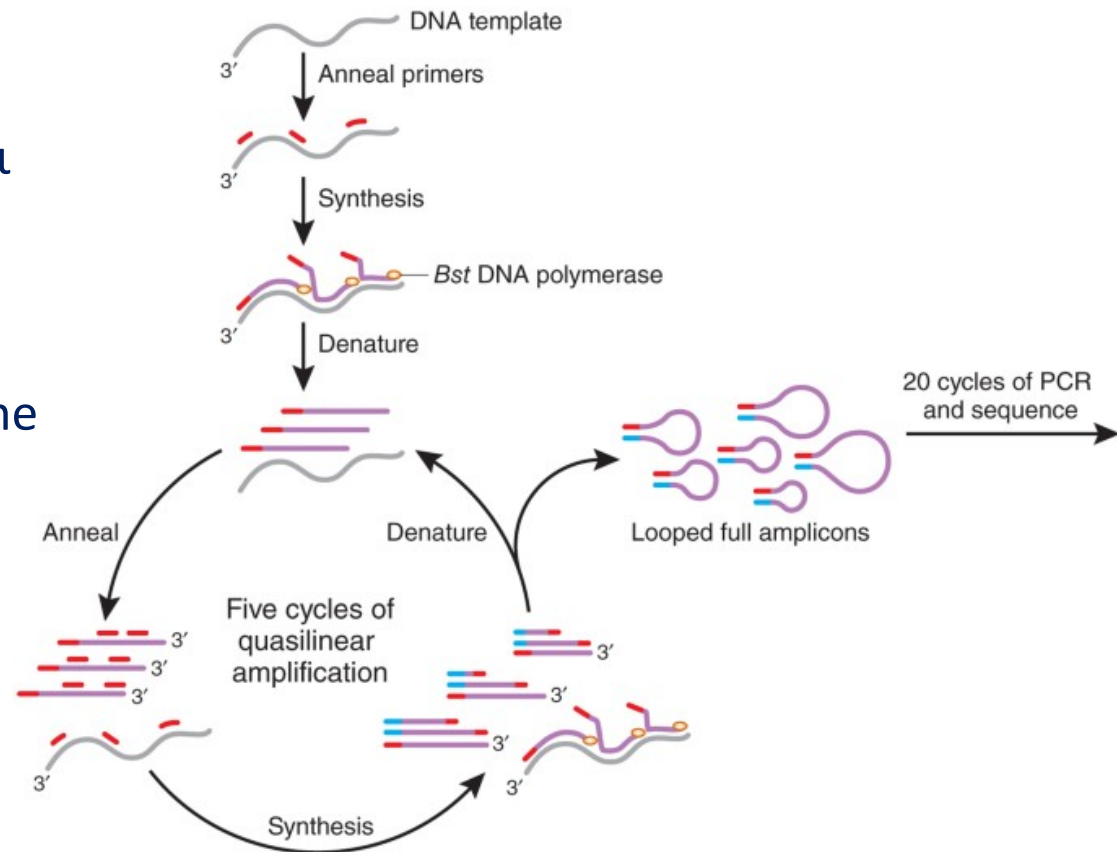 DNA template
3′
Anneal primers
3′
Synthesis
Bst DNA polymerase
3′
Denature
20 cycles of PCR
and sequence
Anneal
Denature
Looped full amplicons
Five cycles of
quasilinear
amplification
3′
3′
3′
3′
3′
3′
3′
3′
Synthesis